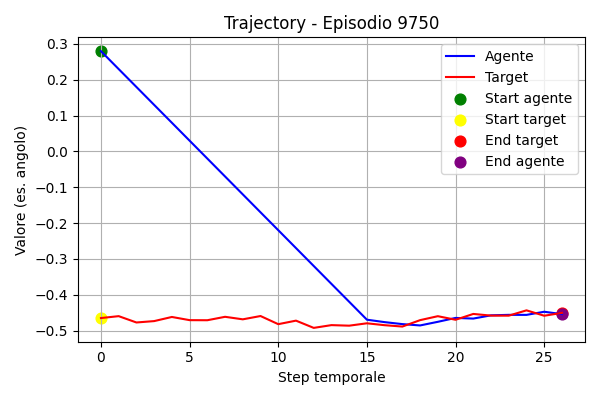 Trajectory - Episodio 9750
Agente
Target
Start agente
Start target
End target
End agente
Valore (es. angolo)
0.3
0.2
0.1
0.0
−0.1
−0.2
−0.3
−0.4
−0.5
0 5 10 15 20 25
Step temporale